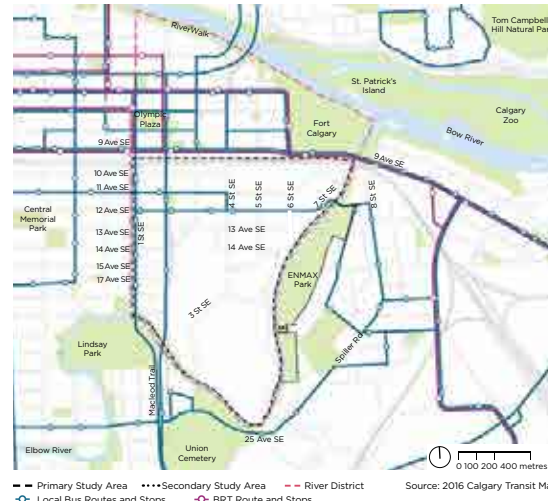 Tom Campbell
Hill Natural Par
RiverWalk
St. Patrick's
Island
Olympic
Plaza
Fort
Calgary
Calgary
Zoo
Bow River
9 Ave SE
9 Ave SE
10 Ave SE
11 Ave SE
4 St SE
5 St SE
6 St SE
7 St SE
8 St SE
Central
Memorial
Park
12 Ave SE
1 St SE
13 Ave SE
13 Ave SE
14 Ave SE
14 Ave SE
15 Ave SE
17 Ave SE
ENMAX
Park
3 St SE
Lindsay
Park
Spiller Rd
Macleod Trail
25 Ave SE
Elbow River
Union
Cemetery
0 100 200 400 metres
Primary Study Area Secondary Study Area River District Source: 2016 Calgary Transit Ma
Local Bus Routes and Stops BRT Route and Stops